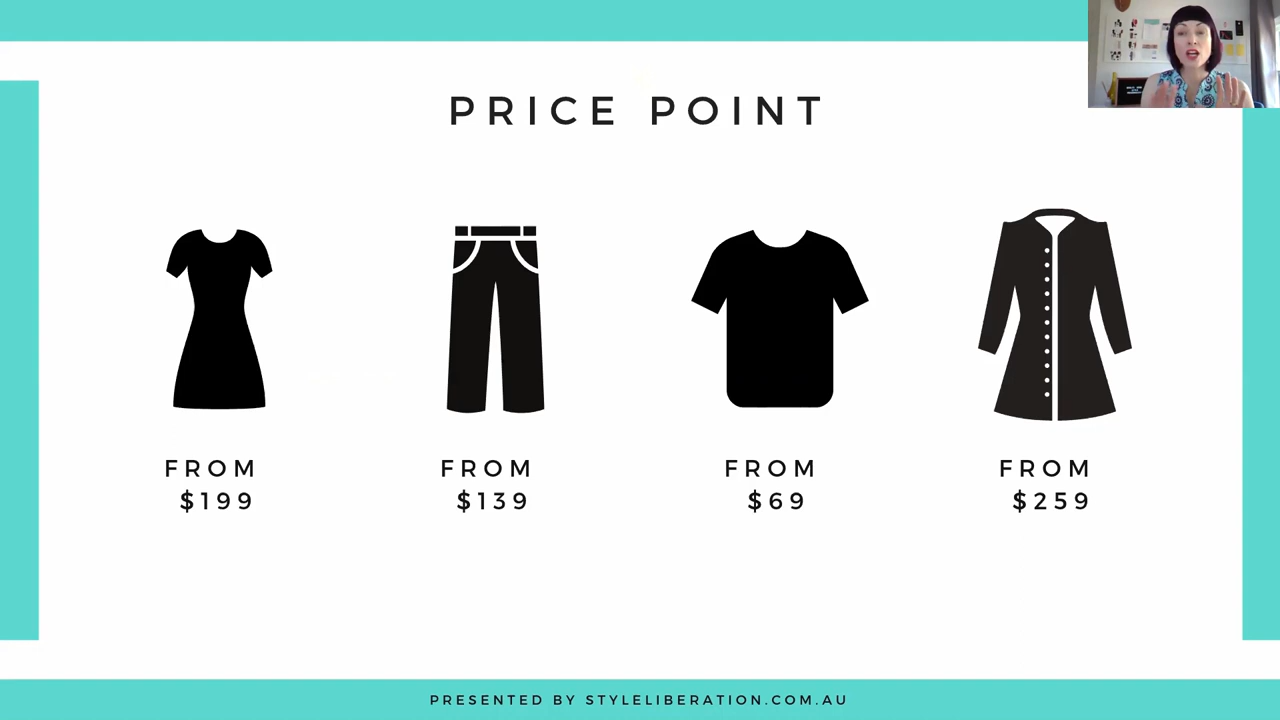 PRICE POINT
FROM
$199
FROM
$139
FROM
$69
FROM
$259
PRESENTED BY STYLELIBERATION.COM.AU